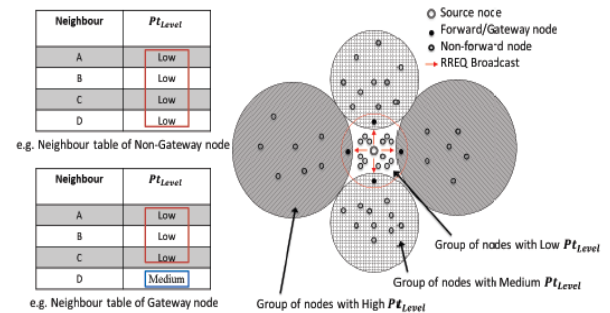 Neighbour Pt_Level
A Low
B Low
C Low
D Low
e.g. Neighbour table of Non-Gateway node
Neighbour Pt_Level
A Low
B Low
C Low
D Medium
e.g. Neighbour table of Gateway node
Source node
Forward/Gateway node
Non-forward node
RREQ Broadcast
Group of nodes with Low Pt_Level
Group of nodes with Medium Pt_Level
Group of nodes with High Pt_Level